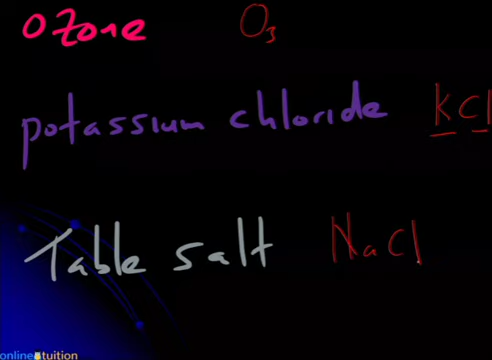 Ozone O₃
potassium chloride KCl
Table salt NaCl
onlinetuition